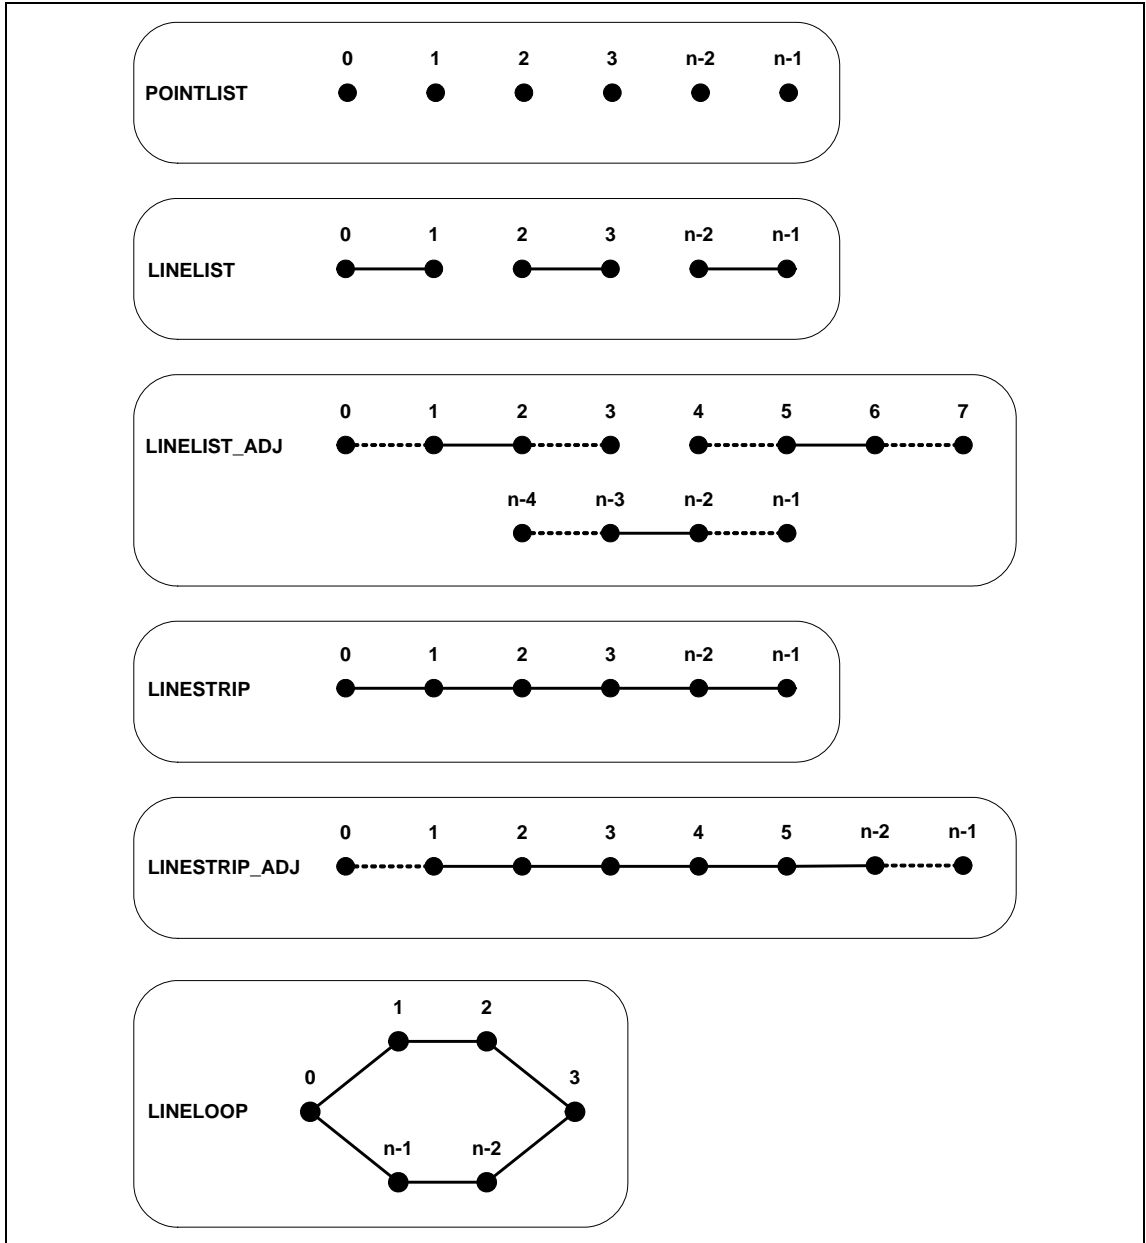 0 1 2 3 n-2 n-1
POINTLIST
0 1 2 3 n-2 n-1
LINELIST
0 1 2 3 4 5 6 7
LINELIST_ADJ
n-4 n-3 n-2 n-1
0 1 2 3 n-2 n-1
LINESTRIP
0 1 2 3 4 5 n-2 n-1
LINESTRIP_ADJ
1 2
0 3
LINELOOP
n-1 n-2